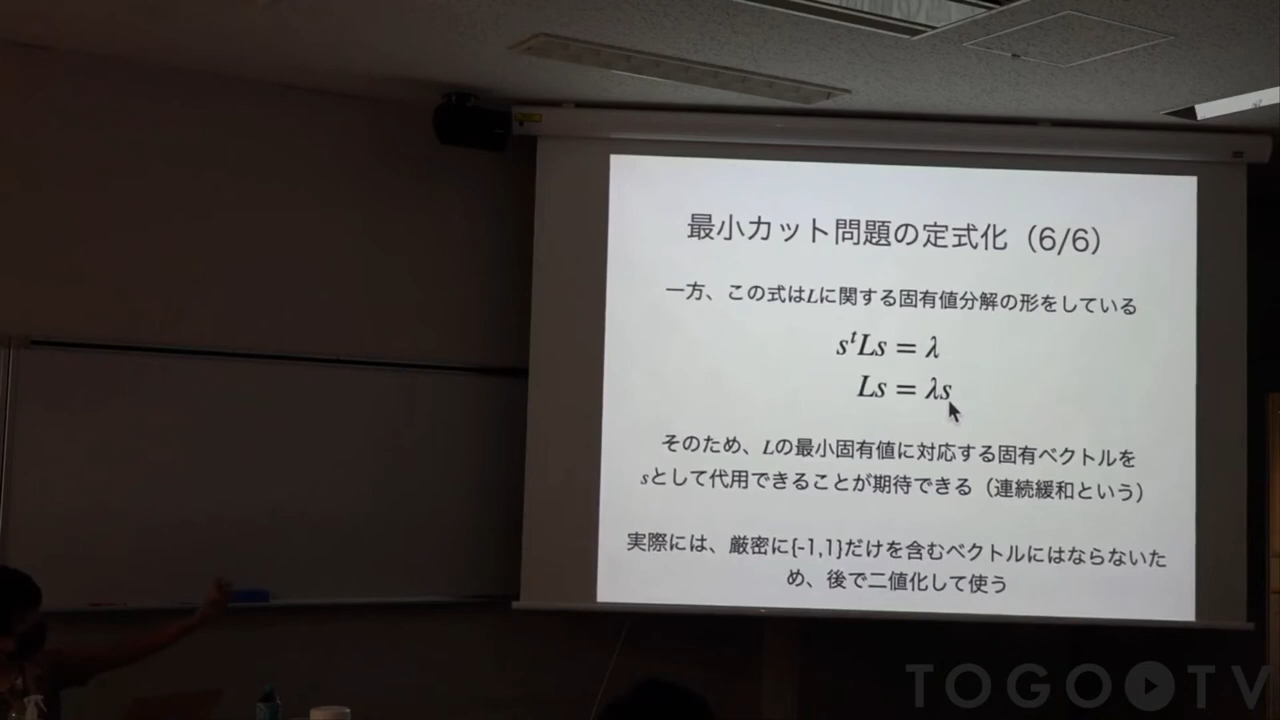 最小カット問題の定式化（6/6）
一方、この式はLに関する固有値分解の形をしている
sᵗLs = λ
Ls = λs
そのため、Lの最小固有値に対応する固有ベクトルを
sとして代用できることが期待できる（連続緩和という）
実際には、厳密に{-1,1}だけを含むベクトルにはならないた
め、後で二値化して使う
TOGO TV